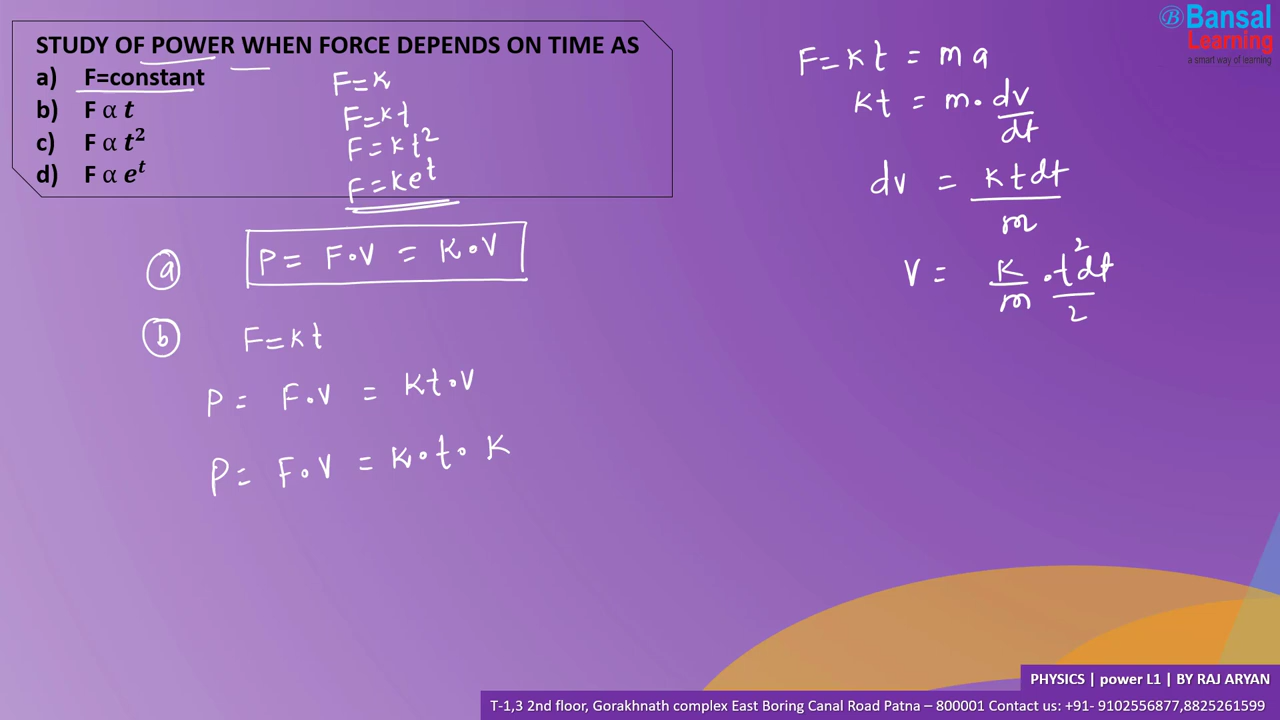 STUDY OF POWER WHEN FORCE DEPENDS ON TIME AS
a) F=constant
b) F α t
c) F α t²
d) F α eᵗ
F=K
F=Kt
F=Kt²
F=Keᵗ
(a) P = F·V = K·V
(b) F=Kt
P = F·V = Kt·V
P = F·V = K·t·K
F=Kt = ma
Kt = m·dv/dt
dv = Ktdt/m
V = K/m · t²dt/2
Bansal
Learning
a smart way of learning
PHYSICS | power L1 | BY RAJ ARYAN
T-1,3 2nd floor, Gorakhnath complex East Boring Canal Road Patna – 800001 Contact us: +91- 9102556877,8825261599